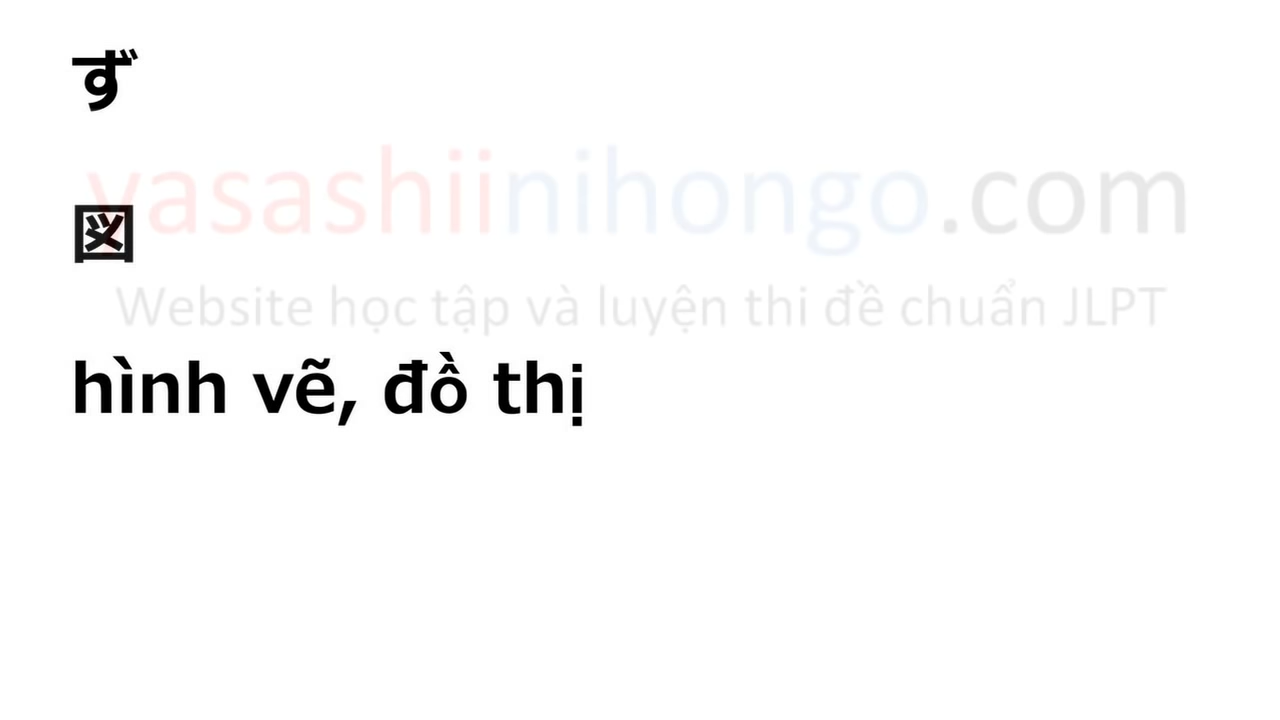 ず
yasashiinihongo.com
図
Website học tập và luyện thi đề chuẩn JLPT
hình vẽ, đồ thị